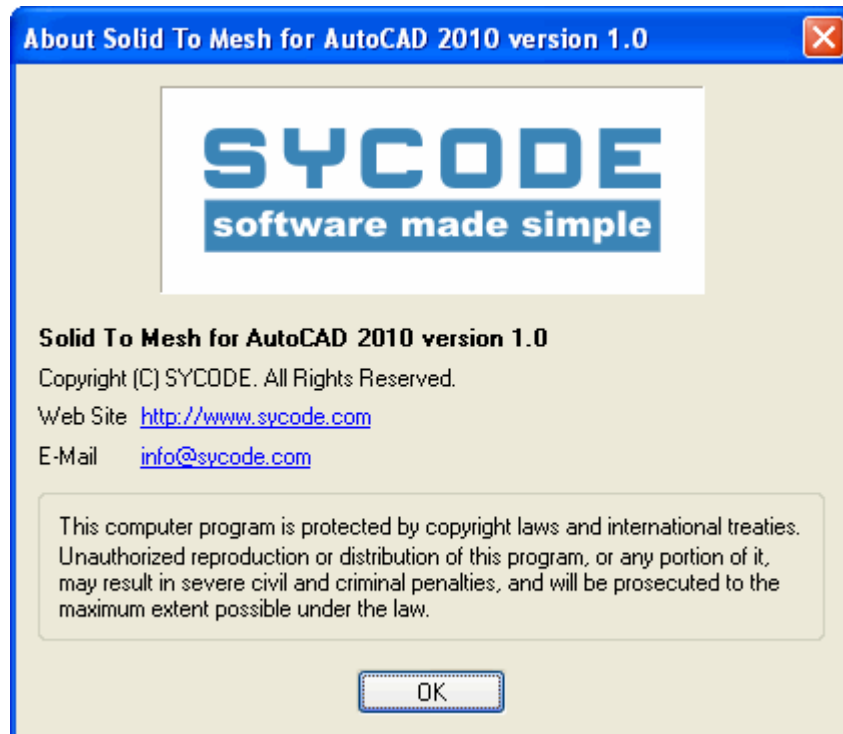 About Solid To Mesh for AutoCAD 2010 version 1.0
SYCODE
software made simple
Solid To Mesh for AutoCAD 2010 version 1.0
Copyright (C) SYCODE. All Rights Reserved.
Web Site http://www.sycode.com
E-Mail info@sycode.com
This computer program is protected by copyright laws and international treaties.
Unauthorized reproduction or distribution of this program, or any portion of it,
may result in severe civil and criminal penalties, and will be prosecuted to the
maximum extent possible under the law.
OK